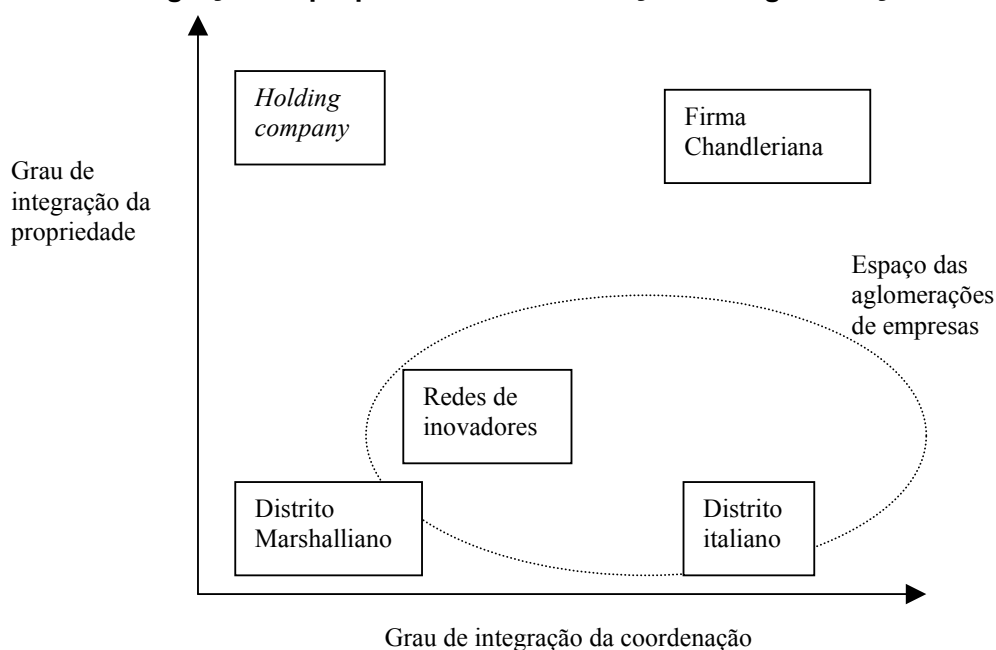 Holding
company
Firma
Chandleriana
Grau de
integração da
propriedade
Espaço das
aglomerações
de empresas
Redes de
inovadores
Distrito
Marshalliano
Distrito
italiano
Grau de integração da coordenação